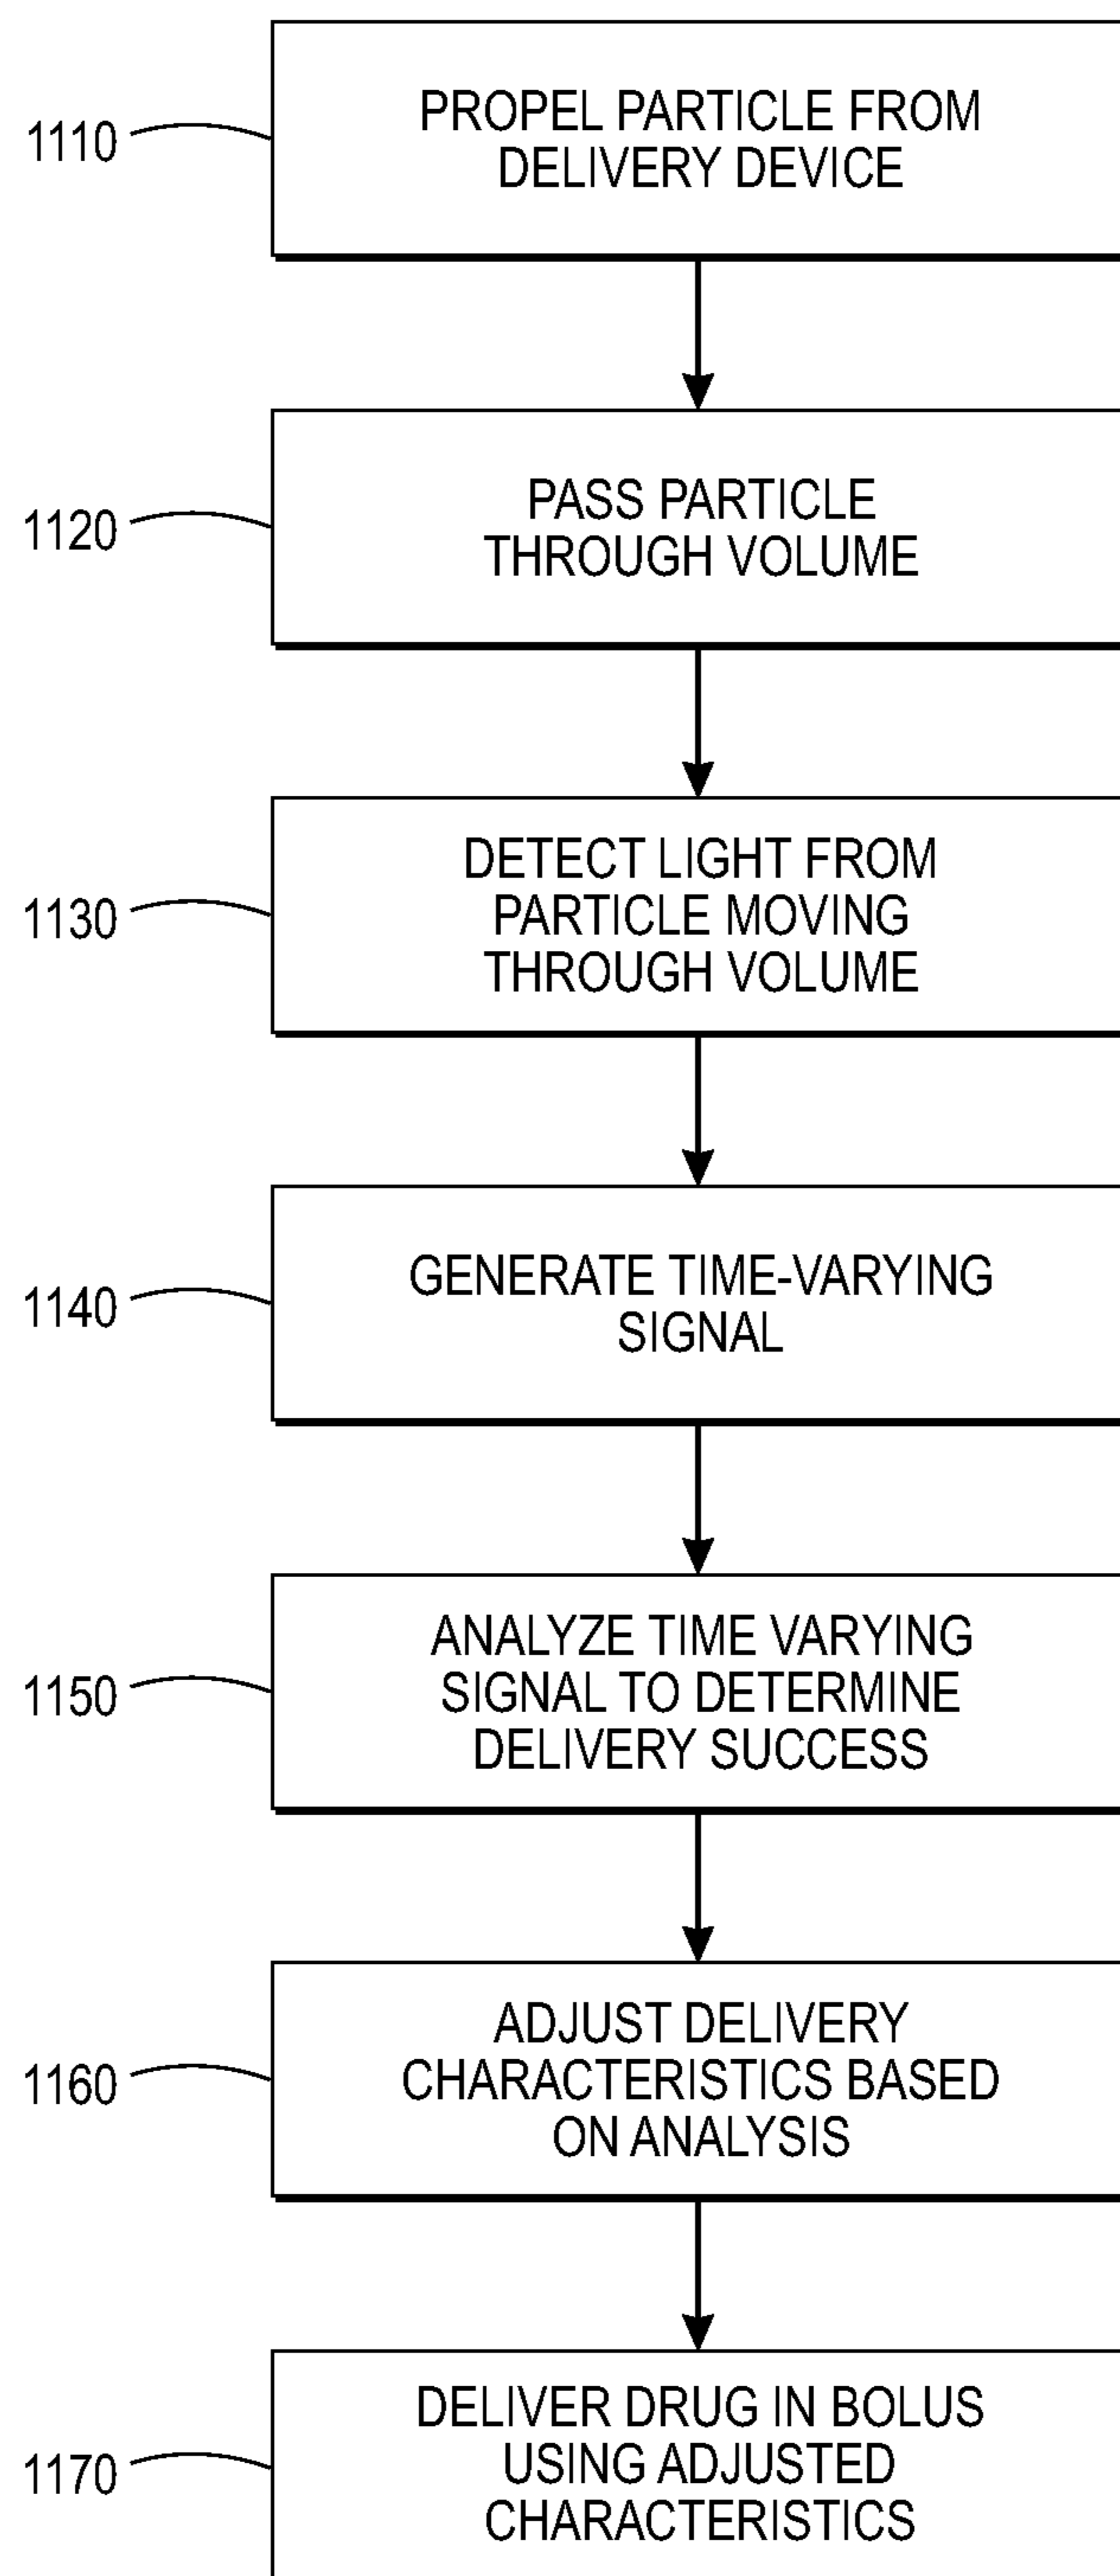 1110
PROPEL PARTICLE FROM
DELIVERY DEVICE
1120
PASS PARTICLE
THROUGH VOLUME
1130
DETECT LIGHT FROM
PARTICLE MOVING
THROUGH VOLUME
1140
GENERATE TIME-VARYING
SIGNAL
1150
ANALYZE TIME VARYING
SIGNAL TO DETERMINE
DELIVERY SUCCESS
1160
ADJUST DELIVERY
CHARACTERISTICS BASED
ON ANALYSIS
1170
DELIVER DRUG IN BOLUS
USING ADJUSTED
CHARACTERISTICS